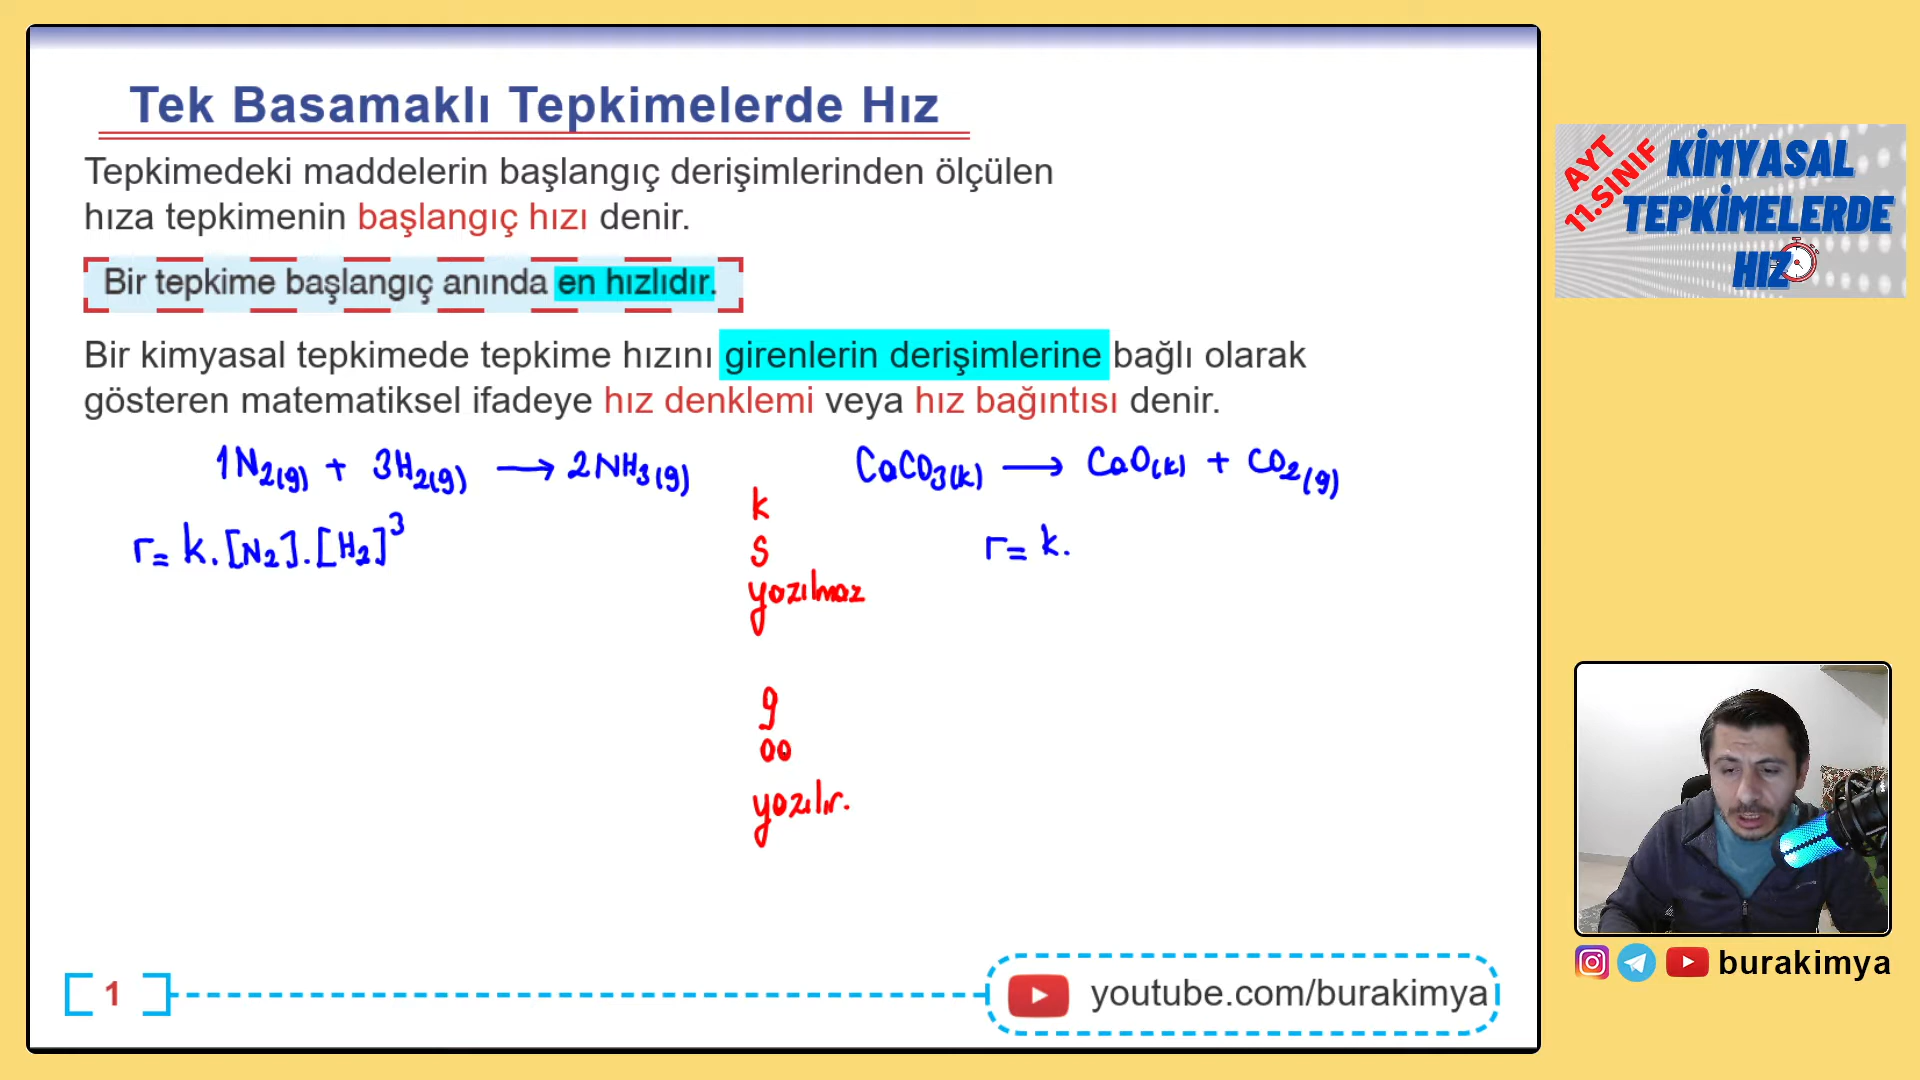 Tek Basamaklı Tepkimelerde Hız
Tepkimedeki maddelerin başlangıç derişimlerinden ölçülen
hıza tepkimenin başlangıç hızı denir.
Bir tepkime başlangıç anında en hızlıdır.
Bir kimyasal tepkimede tepkime hızını girenlerin derişimlerine bağlı olarak
gösteren matematiksel ifadeye hız denklemi veya hız bağıntısı denir.
1N₂(g) + 3H₂(g) → 2NH₃(g)
r = k.[N₂].[H₂]³
k
s
yazılmaz
g
oo
yazılır.
CaCO₃(k) → CaO(k) + CO₂(g)
r = k.
1
youtube.com/burakimya
AYT
11.SINIF
KİMYASAL
TEPKİMELERDE
HIZ
burakimya